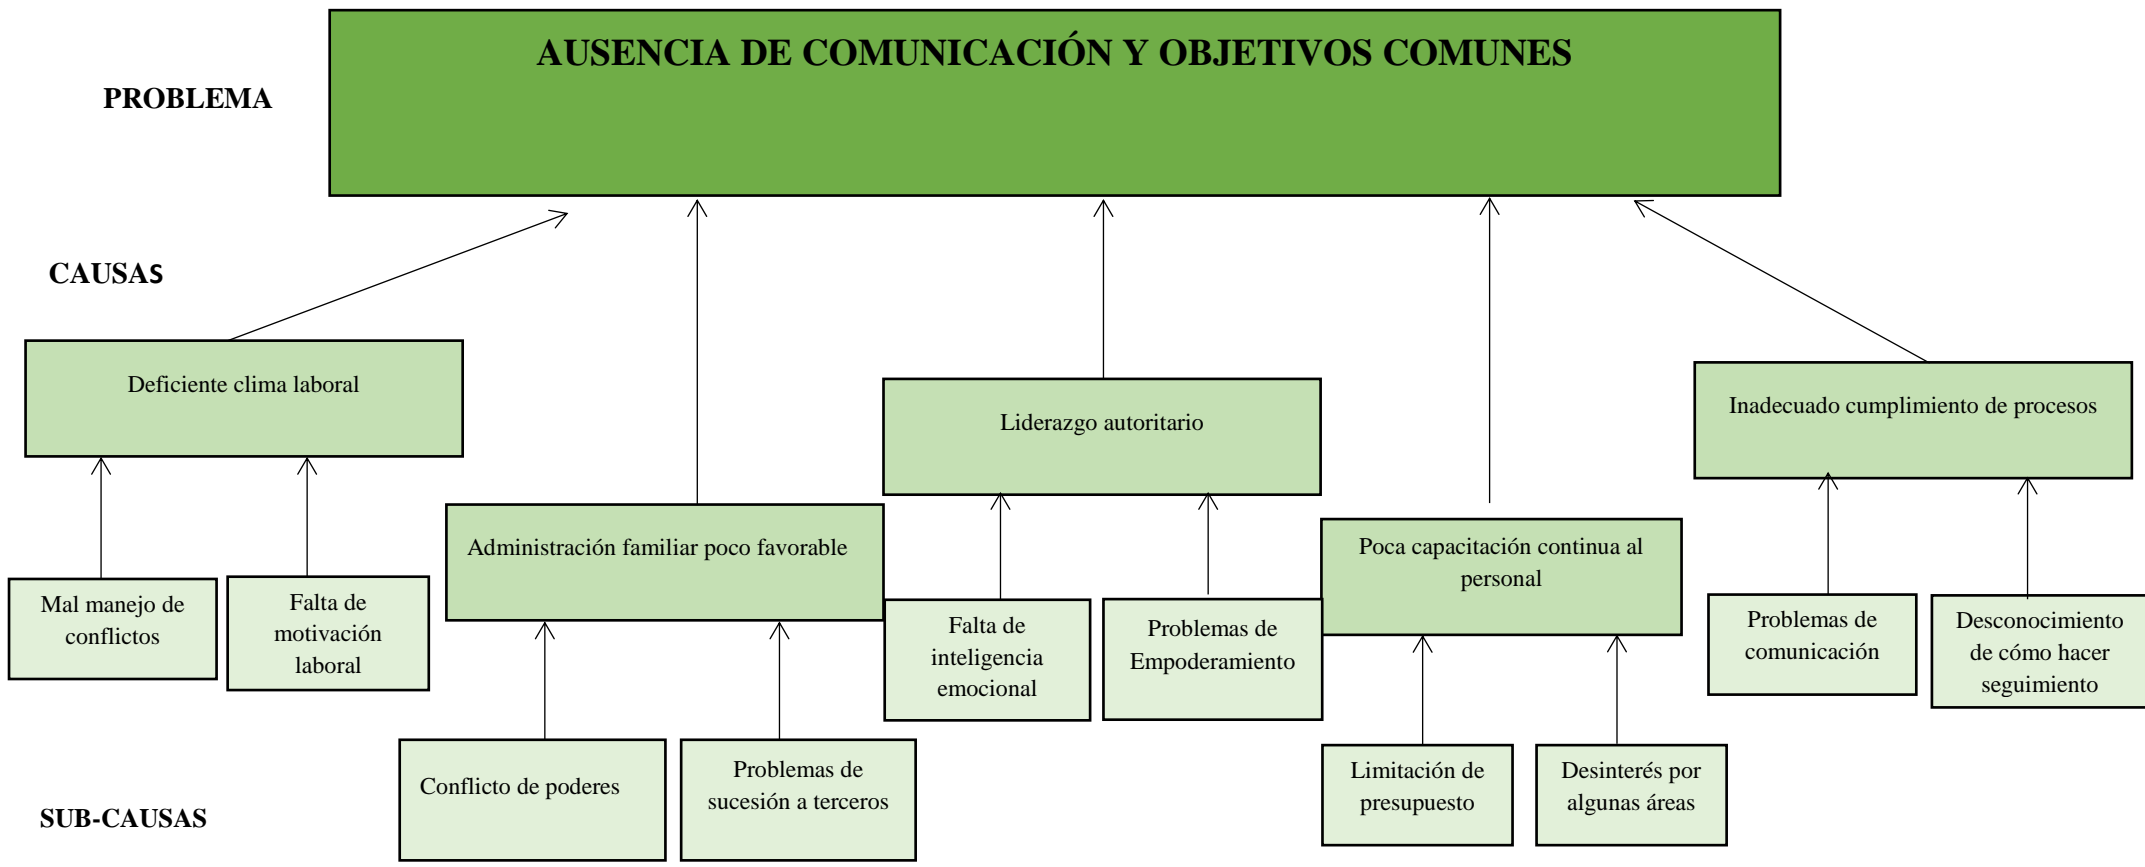 AUSENCIA DE COMUNICACIÓN Y OBJETIVOS COMUNES
PROBLEMA
CAUSAS
Deficiente clima laboral
Administración familiar poco favorable
Liderazgo autoritario
Poca capacitación continua al
personal
Inadecuado cumplimiento de procesos
Mal manejo de
conflictos
Falta de
motivación
laboral
Conflicto de poderes
Problemas de
sucesión a terceros
Falta de
inteligencia
emocional
Problemas de
Empoderamiento
Limitación de
presupuesto
Desinterés por
algunas áreas
Problemas de
comunicación
Desconocimiento
de cómo hacer
seguimiento
SUB-CAUSAS